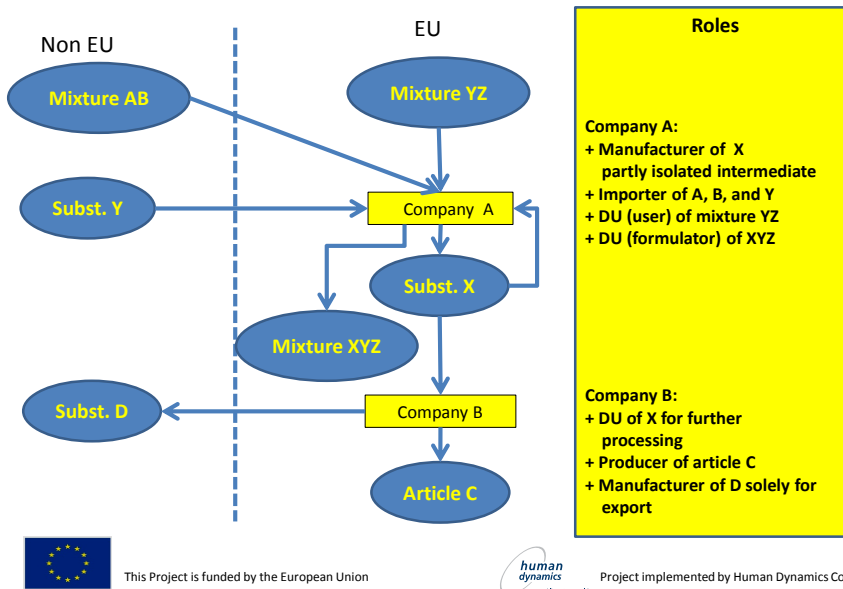 Non EU
EU
Mixture AB
Mixture YZ
Subst. Y
Company A
Subst. X
Mixture XYZ
Subst. D
Company B
Article C
Roles
Company A:
+ Manufacturer of X
partly isolated intermediate
+ Importer of A, B, and Y
+ DU (user) of mixture YZ
+ DU (formulator) of XYZ
Company B:
+ DU of X for further
processing
+ Producer of article C
+ Manufacturer of D solely for
export
This Project is funded by the European Union
human
dynamics
Project implemented by Human Dynamics Co